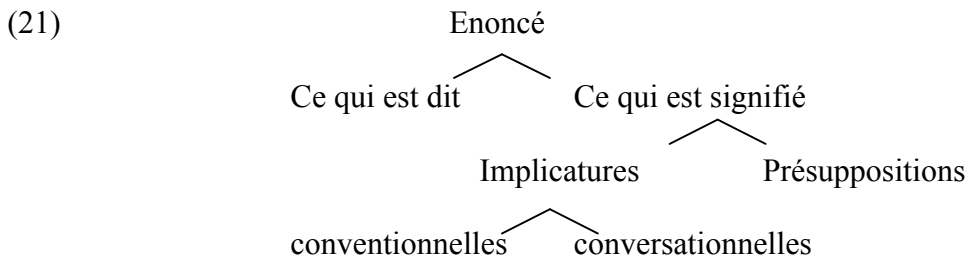 (21) Enoncé
Ce qui est dit Ce qui est signifié
Implicatures Présuppositions
conventionnelles conversationnelles